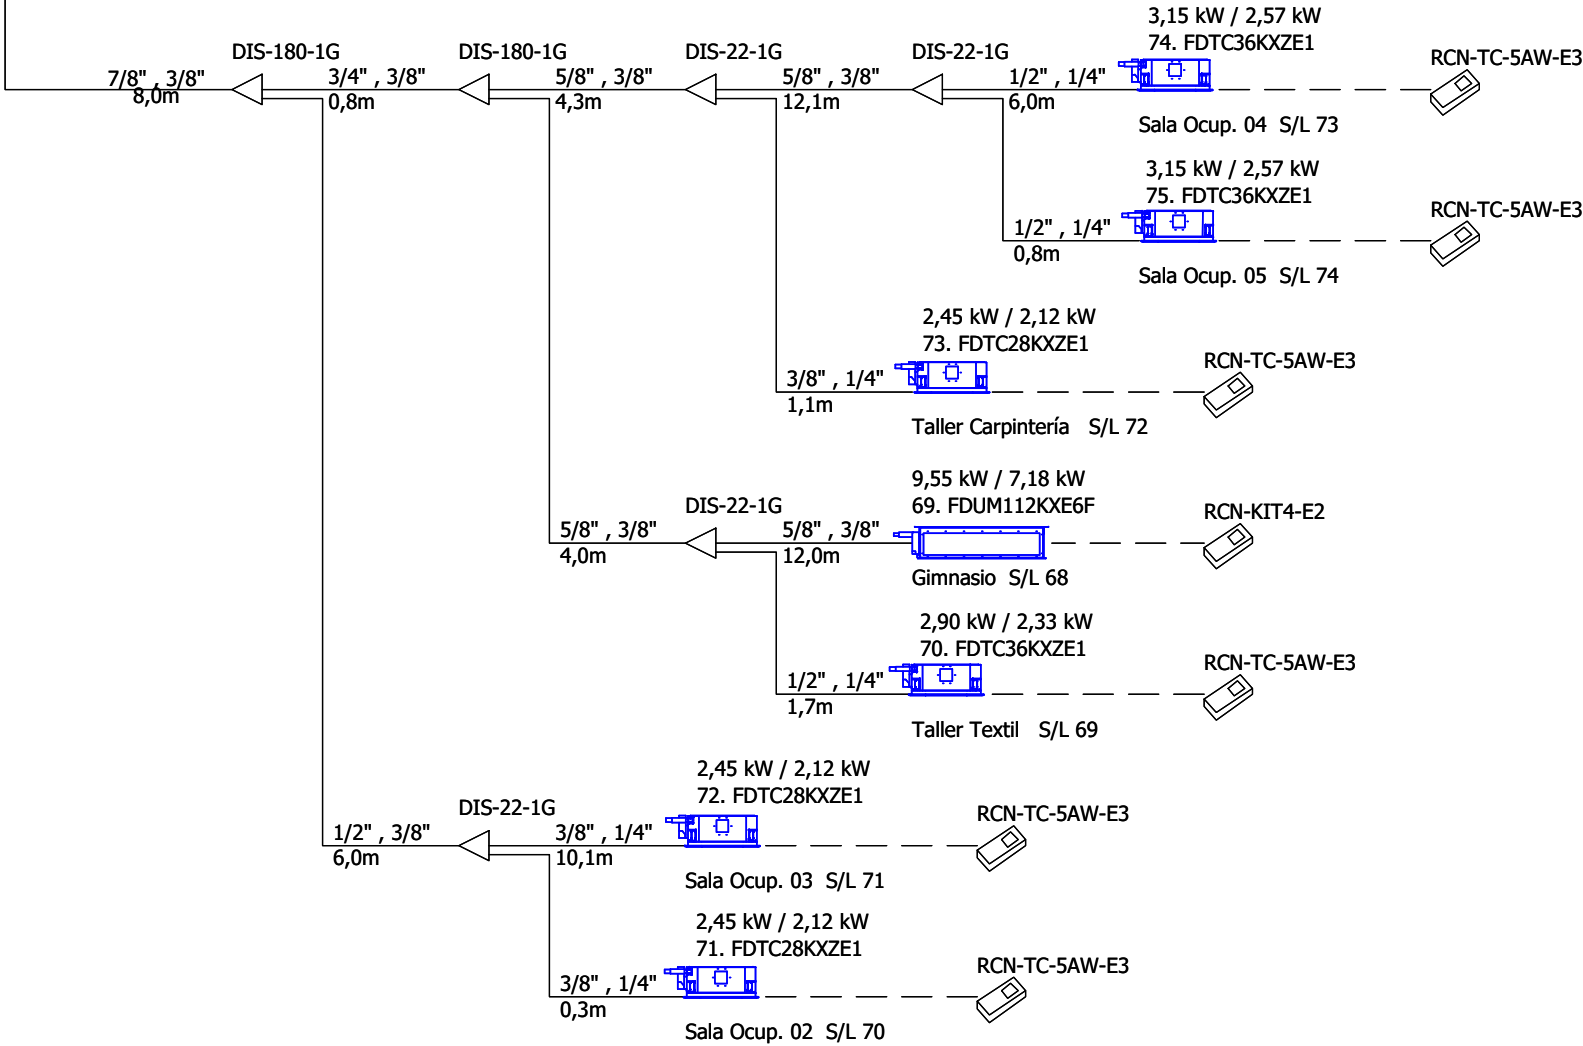 3,15 kW / 2,57 kW
74. FDTC36KXZE1
DIS-180-1G
DIS-180-1G
DIS-22-1G
DIS-22-1G
RCN-TC-5AW-E3
7/8" , 3/8"
3/4" , 3/8"
5/8" , 3/8"
5/8" , 3/8"
1/2" , 1/4"
8,0m
0,8m
4,3m
12,1m
6,0m
Sala Ocup. 04 S/L 73
3,15 kW / 2,57 kW
75. FDTC36KXZE1
RCN-TC-5AW-E3
1/2" , 1/4"
0,8m
Sala Ocup. 05 S/L 74
2,45 kW / 2,12 kW
73. FDTC28KXZE1
RCN-TC-5AW-E3
3/8" , 1/4"
1,1m
Taller Carpintería S/L 72
9,55 kW / 7,18 kW
69. FDUM112KXE6F
DIS-22-1G
RCN-KIT4-E2
5/8" , 3/8"
5/8" , 3/8"
4,0m
12,0m
Gimnasio S/L 68
2,90 kW / 2,33 kW
70. FDTC36KXZE1
RCN-TC-5AW-E3
1/2" , 1/4"
1,7m
Taller Textil S/L 69
2,45 kW / 2,12 kW
72. FDTC28KXZE1
DIS-22-1G
RCN-TC-5AW-E3
1/2" , 3/8"
3/8" , 1/4"
6,0m
10,1m
Sala Ocup. 03 S/L 71
2,45 kW / 2,12 kW
71. FDTC28KXZE1
RCN-TC-5AW-E3
3/8" , 1/4"
0,3m
Sala Ocup. 02 S/L 70